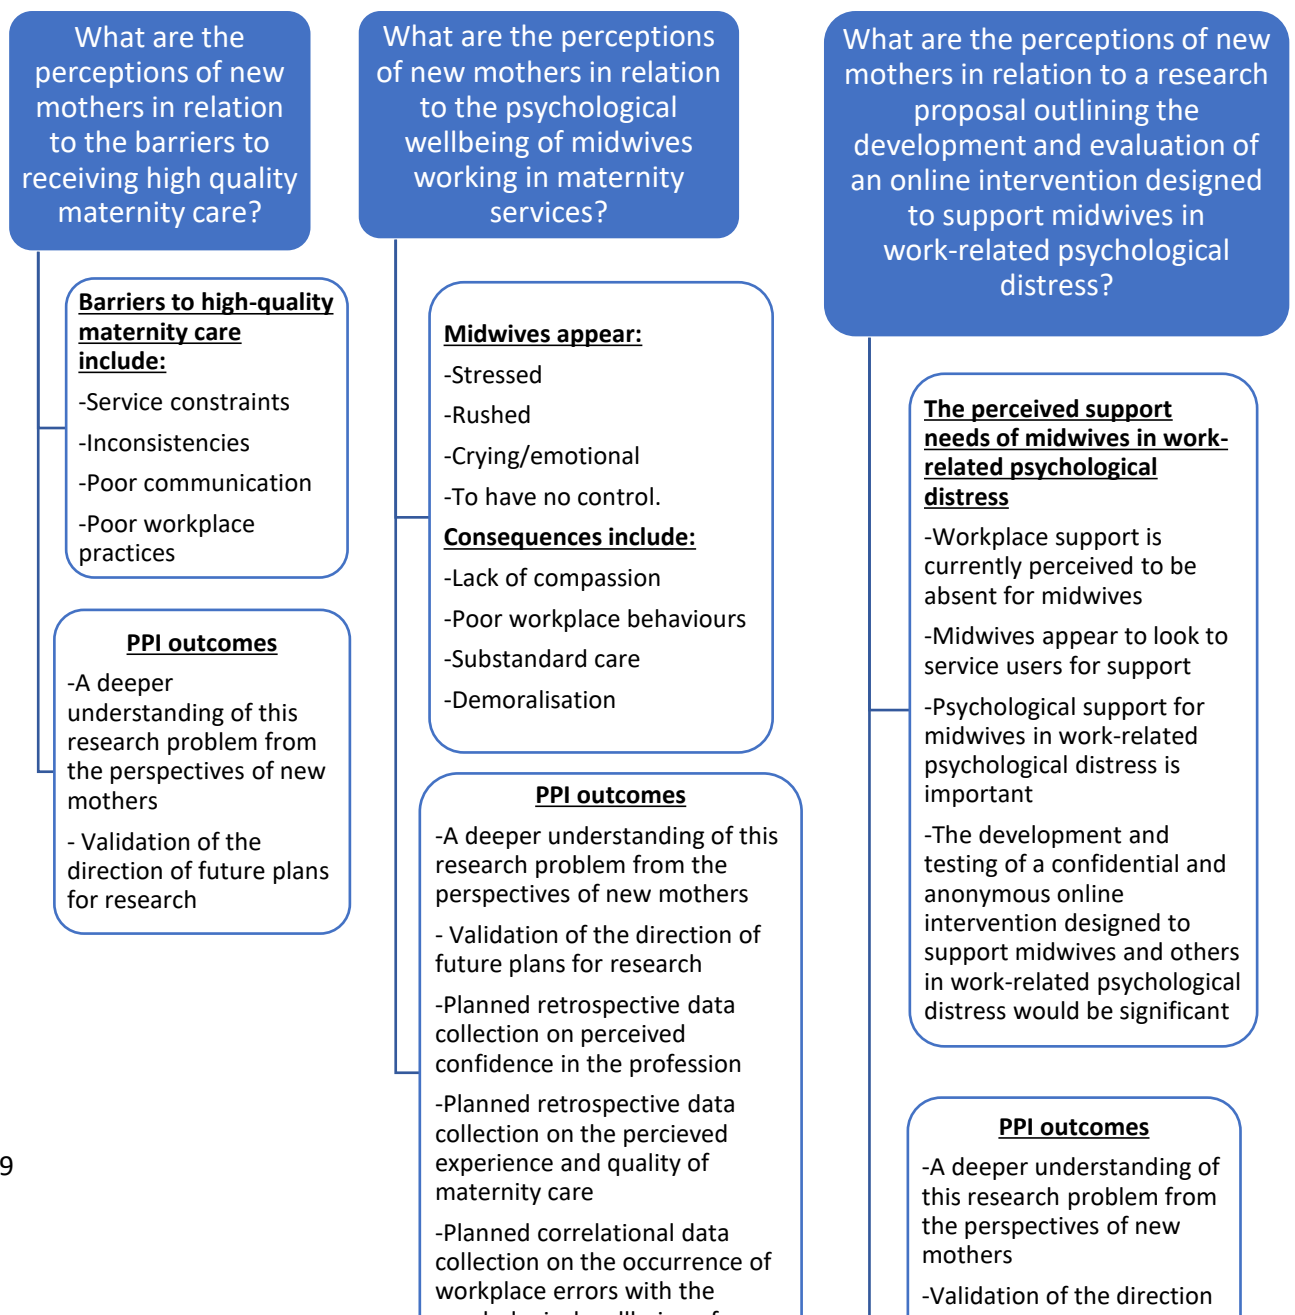 What are the
perceptions of new
mothers in relation
to the barriers to
receiving high quality
maternity care?
Barriers to high-quality
maternity care
include:
-Service constraints
-Inconsistencies
-Poor communication
-Poor workplace
practices
PPI outcomes
-A deeper
understanding of this
research problem from
the perspectives of new
mothers
- Validation of the
direction of future plans
for research
What are the perceptions
of new mothers in relation
to the psychological
wellbeing of midwives
working in maternity
services?
Midwives appear:
-Stressed
-Rushed
-Crying/emotional
-To have no control.
Consequences include:
-Lack of compassion
-Poor workplace behaviours
-Substandard care
-Demoralisation
PPI outcomes
-A deeper understanding of this
research problem from the
perspectives of new mothers
- Validation of the direction of
future plans for research
-Planned retrospective data
collection on perceived
confidence in the profession
-Planned retrospective data
collection on the percieved
experience and quality of
maternity care
-Planned correlational data
collection on the occurrence of
workplace errors with the
What are the perceptions of new
mothers in relation to a research
proposal outlining the
development and evaluation of
an online intervention designed
to support midwives in
work-related psychological
distress?
The perceived support
needs of midwives in work-
related psychological
distress
-Workplace support is
currently perceived to be
absent for midwives
-Midwives appear to look to
service users for support
-Psychological support for
midwives in work-related
psychological distress is
important
-The development and
testing of a confidential and
anonymous online
intervention designed to
support midwives and others
in work-related psychological
distress would be significant
PPI outcomes
-A deeper understanding of
this research problem from
the perspectives of new
mothers
-Validation of the direction
9